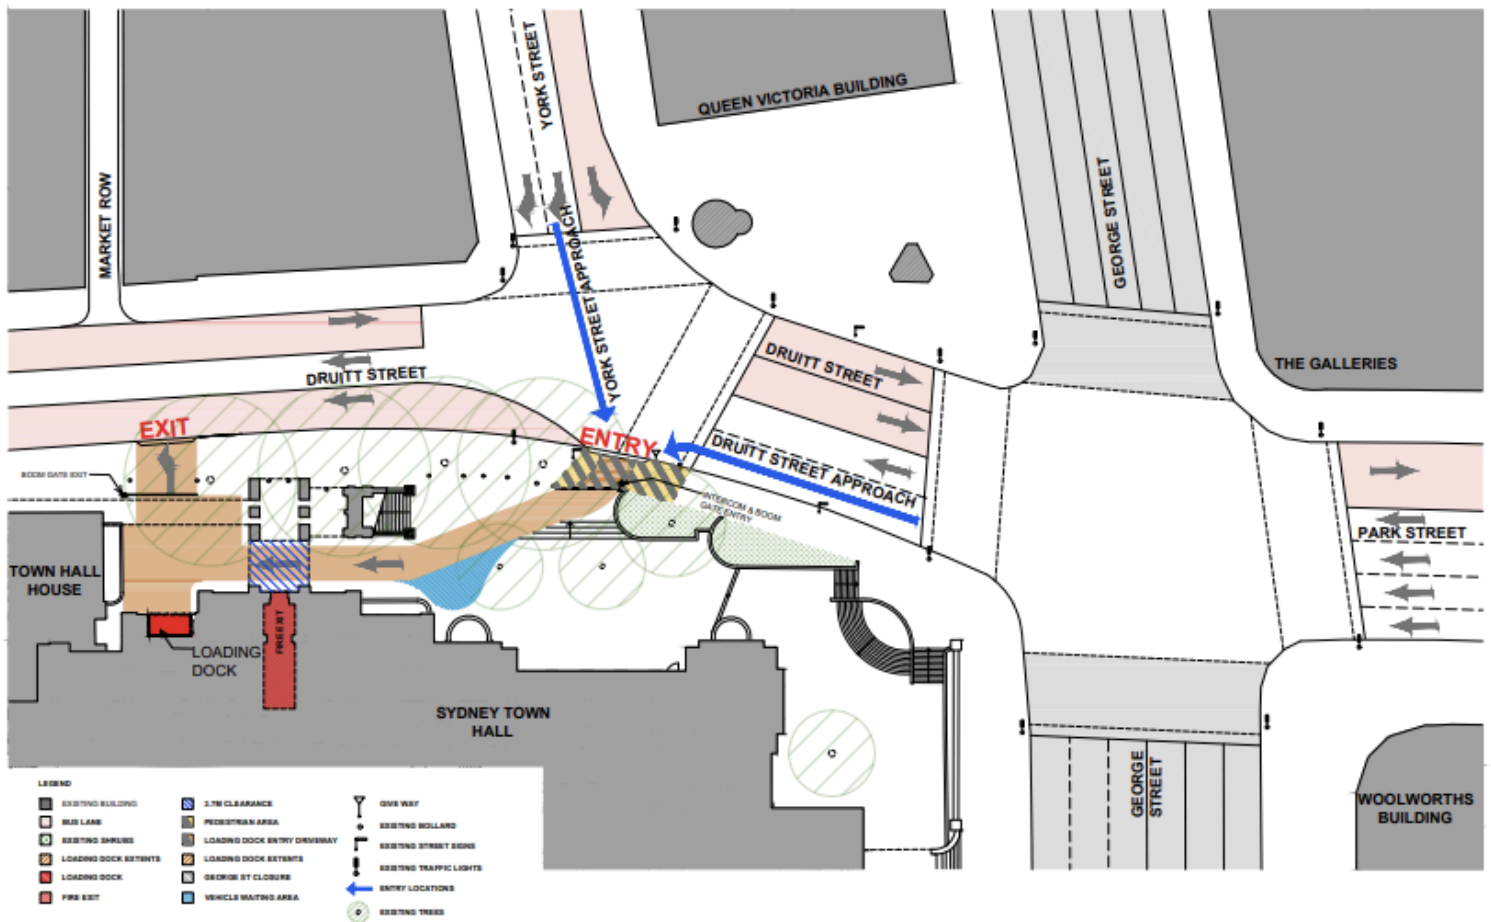 YORK STREET
QUEEN VICTORIA BUILDING
MARKET ROW
GEORGE STREET
YORK STREET APPROACH
THE GALLERIES
DRUITT STREET
DRUITT STREET
EXIT
ENTRY
DRUITT STREET APPROACH
BOOM GATE EXIT
INTERCOM & BOOM
GATE ENTRY
PARK STREET
TOWN HALL
HOUSE
FIRE EXIT
LOADING
DOCK
SYDNEY TOWN
HALL
GEORGE
STREET
WOOLWORTHS
BUILDING
LEGEND
EXISTING BUILDING
BUS LANE
EXISTING SHRUBS
LOADING DOCK EXTENTS
LOADING DOCK
FIRE EXIT
3.7M CLEARANCE
PEDESTRIAN AREA
LOADING DOCK ENTRY DRIVEWAY
LOADING DOCK EXTENTS
GEORGE ST CLOSURE
VEHICLE WAITING AREA
GIVE WAY
EXISTING BOLLARD
EXISTING STREET SIGNS
EXISTING TRAFFIC LIGHTS
ENTRY LOCATIONS
EXISTING TREES